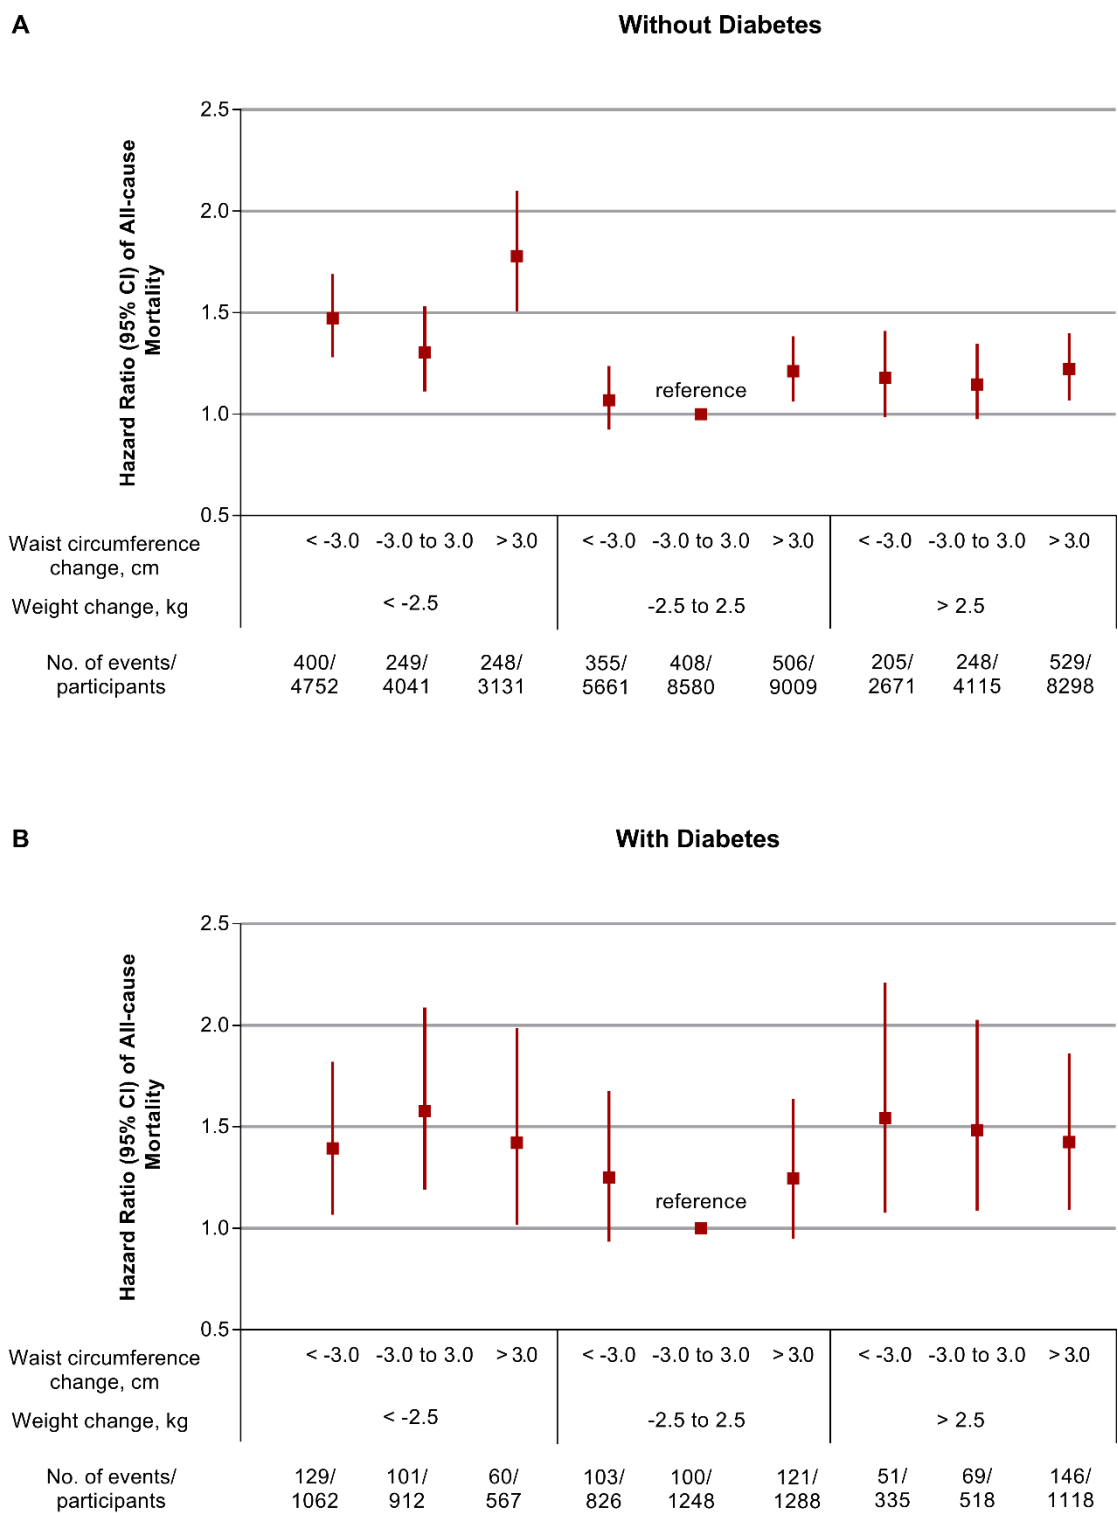 A
Without Diabetes
Hazard Ratio (95% CI) of All-cause
Mortality
2.5
2.0
1.5
1.0
0.5
reference
Waist circumference
change, cm
< -3.0 -3.0 to 3.0 > 3.0 < -3.0 -3.0 to 3.0 > 3.0 < -3.0 -3.0 to 3.0 > 3.0
Weight change, kg
< -2.5 -2.5 to 2.5 > 2.5
No. of events/
participants
400/ 249/ 248/ 355/ 408/ 506/ 205/ 248/ 529/
4752 4041 3131 5661 8580 9009 2671 4115 8298
B
With Diabetes
Hazard Ratio (95% CI) of All-cause
Mortality
2.5
2.0
1.5
1.0
0.5
reference
Waist circumference
change, cm
< -3.0 -3.0 to 3.0 > 3.0 < -3.0 -3.0 to 3.0 > 3.0 < -3.0 -3.0 to 3.0 > 3.0
Weight change, kg
< -2.5 -2.5 to 2.5 > 2.5
No. of events/
participants
129/ 101/ 60/ 103/ 100/ 121/ 51/ 69/ 146/
1062 912 567 826 1248 1288 335 518 1118